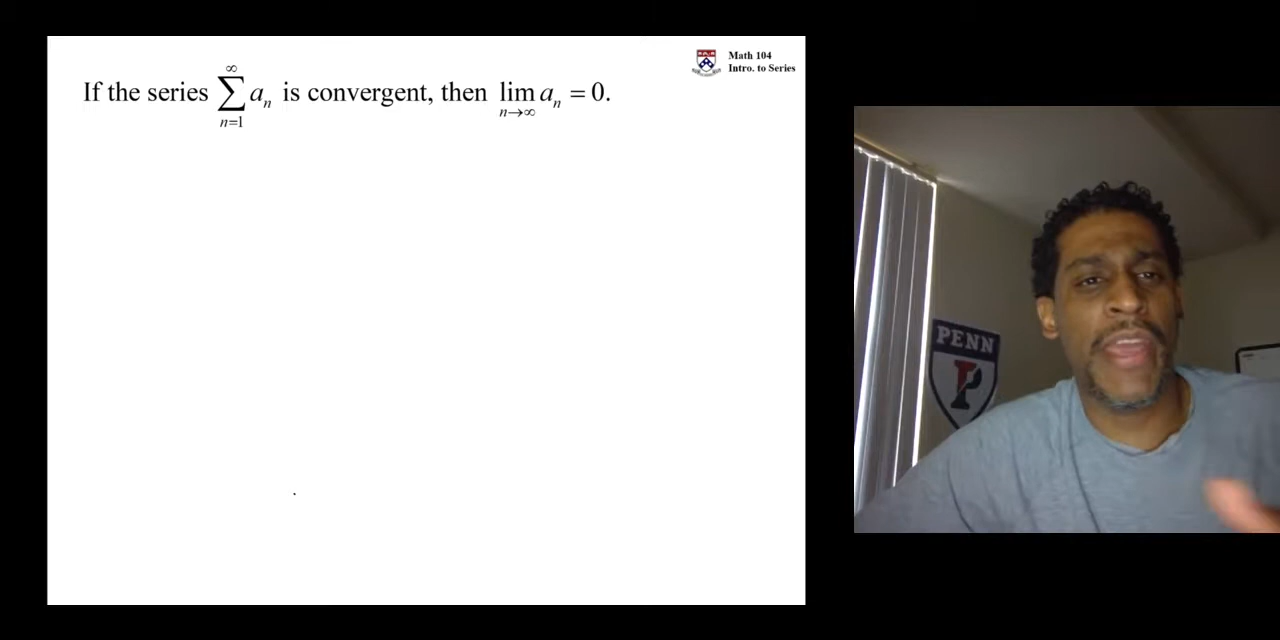 Math 104
Intro. to Series
If the series ∑_{n=1}^{∞} a_n is convergent, then lim_{n→∞} a_n = 0.
PENN
P